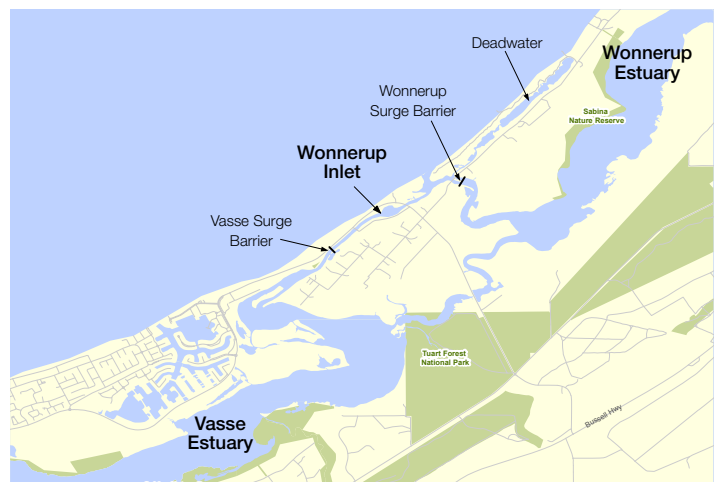 Deadwater
Wonnerup
Estuary
Wonnerup
Surge Barrier
Sabina
Nature Reserve
Wonnerup
Inlet
Vasse Surge
Barrier
Tuart Forest
National Park
Vasse
Estuary
Bussell Hwy